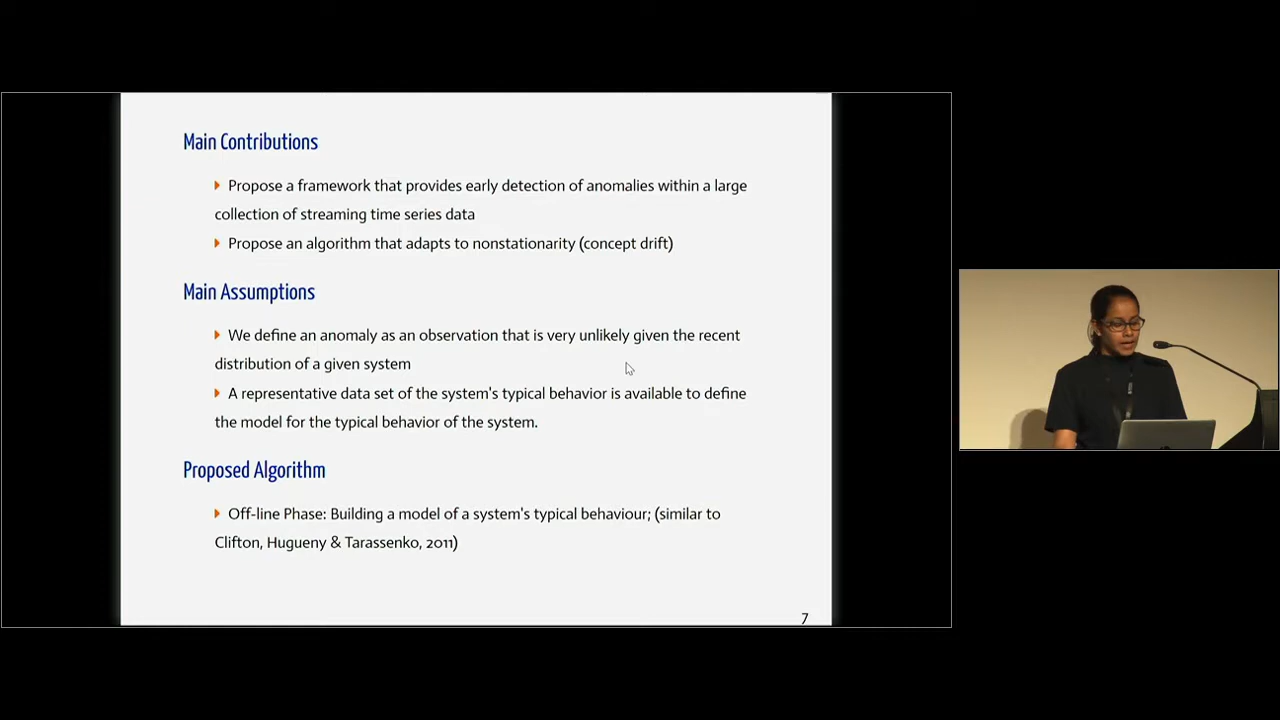 Main Contributions
Propose a framework that provides early detection of anomalies within a large
collection of streaming time series data
Propose an algorithm that adapts to nonstationarity (concept drift)
Main Assumptions
We define an anomaly as an observation that is very unlikely given the recent
distribution of a given system
A representative data set of the system's typical behavior is available to define
the model for the typical behavior of the system.
Proposed Algorithm
Off-line Phase: Building a model of a system's typical behaviour; (similar to
Clifton, Hugueny & Tarassenko, 2011)
7